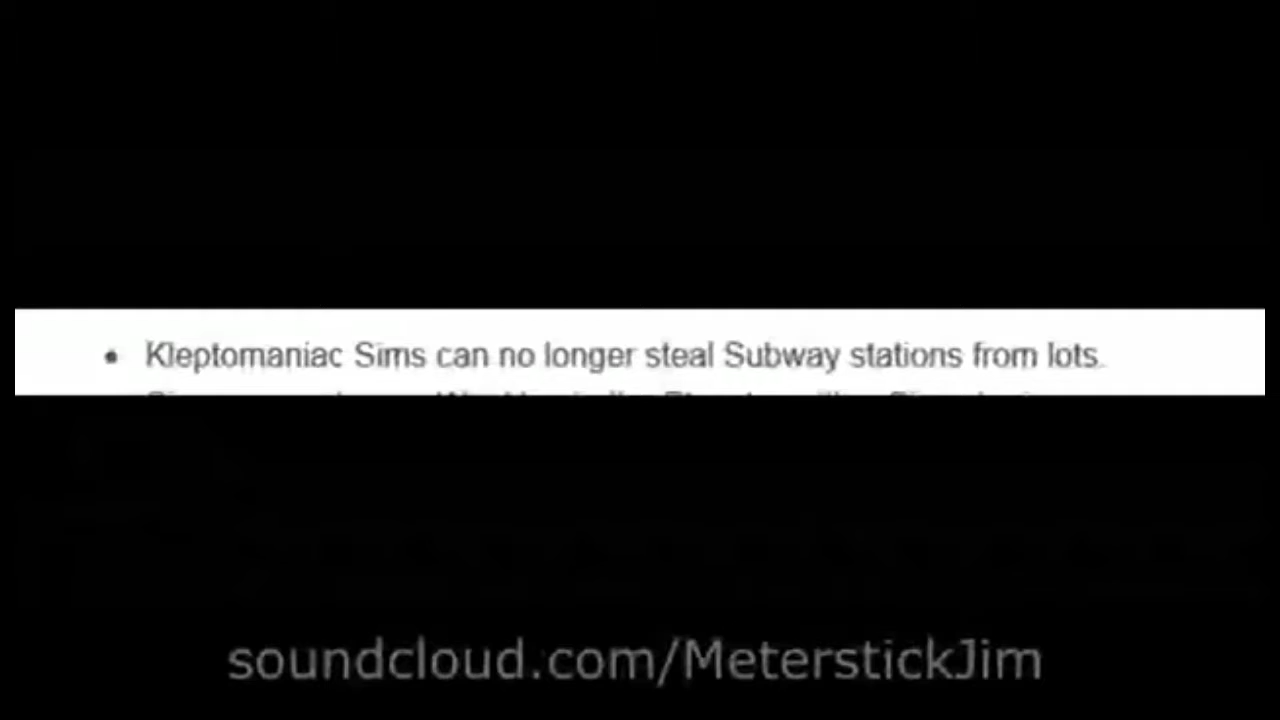 • Kleptomaniac Sims can no longer steal Subway stations from lots.
soundcloud.com/MeterstickJim